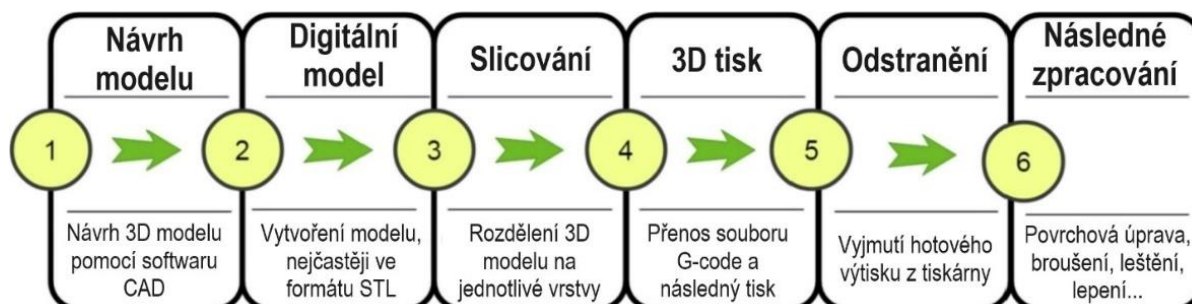 Návrh
modelu
1
Návrh 3D modelu
pomocí softwaru
CAD
Digitální
model
2
Vytvoření modelu,
nejčastěji ve
formátu STL
Slicování
3
Rozdělení 3D
modelu na
jednotlivé vrstvy
3D tisk
4
Přenos souboru
G-code a
následný tisk
Odstranění
5
Vyjmutí hotového
výtisku z tiskárny
Následné
zpracování
6
Povrchová úprava,
broušení, leštění,
lepení...